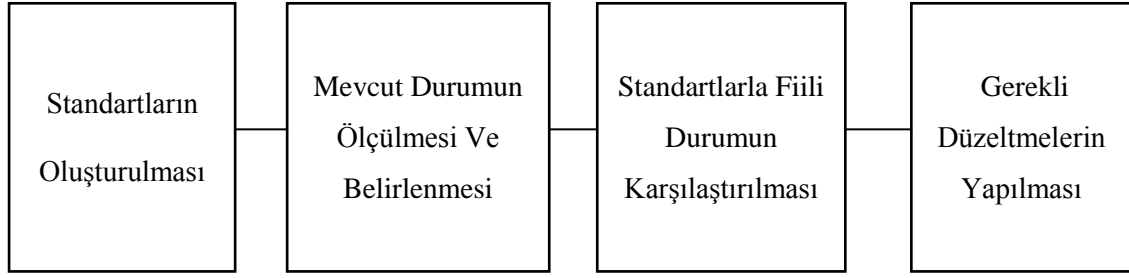 Standartların
Oluşturulması
Mevcut Durumun
Ölçülmesi Ve
Belirlenmesi
Standartlarla Fiili
Durumun
Karşılaştırılması
Gerekli
Düzeltmelerin
Yapılması